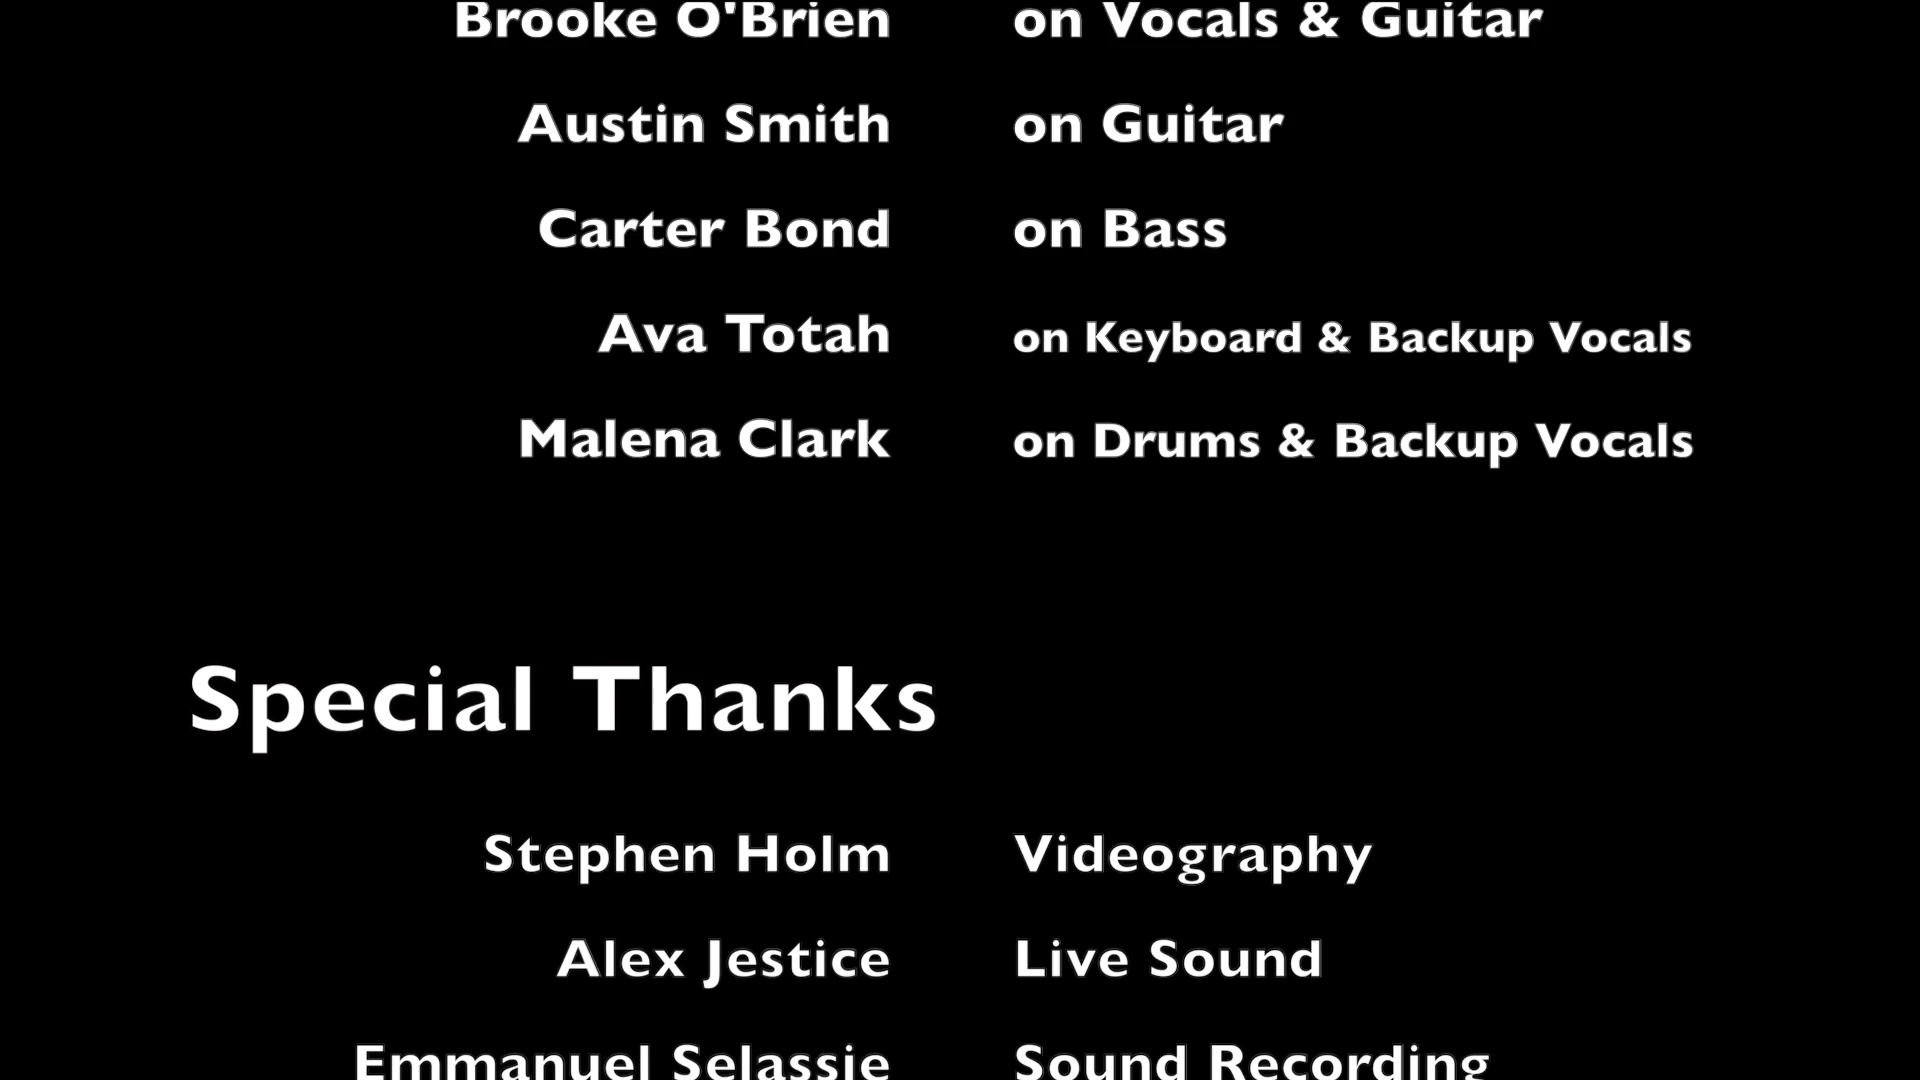 Brooke O'Brien on Vocals & Guitar
Austin Smith on Guitar
Carter Bond on Bass
Ava Totah on Keyboard & Backup Vocals
Malena Clark on Drums & Backup Vocals
Special Thanks
Stephen Holm Videography
Alex Jestice Live Sound
Emmanuel Selassie Sound Recording